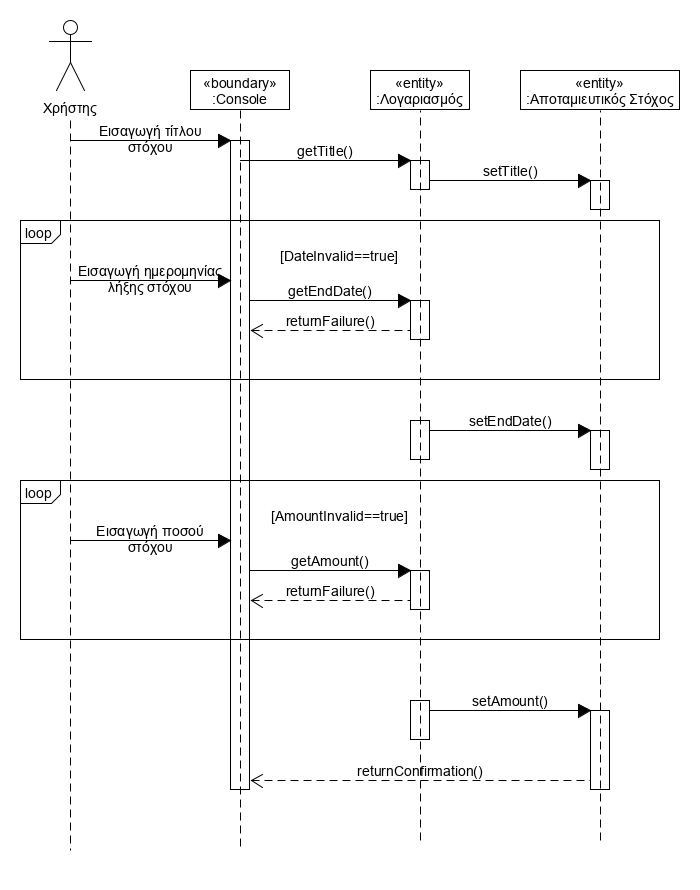 Χρήστης
«boundary»
:Console
«entity»
:Λογαριασμός
«entity»
:Αποταμιευτικός Στόχος
Εισαγωγή τίτλου
στόχου
getTitle()
setTitle()
loop
[DateInvalid==true]
Εισαγωγή ημερομηνίας
λήξης στόχου
getEndDate()
returnFailure()
setEndDate()
loop
[AmountInvalid==true]
Εισαγωγή ποσού
στόχου
getAmount()
returnFailure()
setAmount()
returnConfirmation()